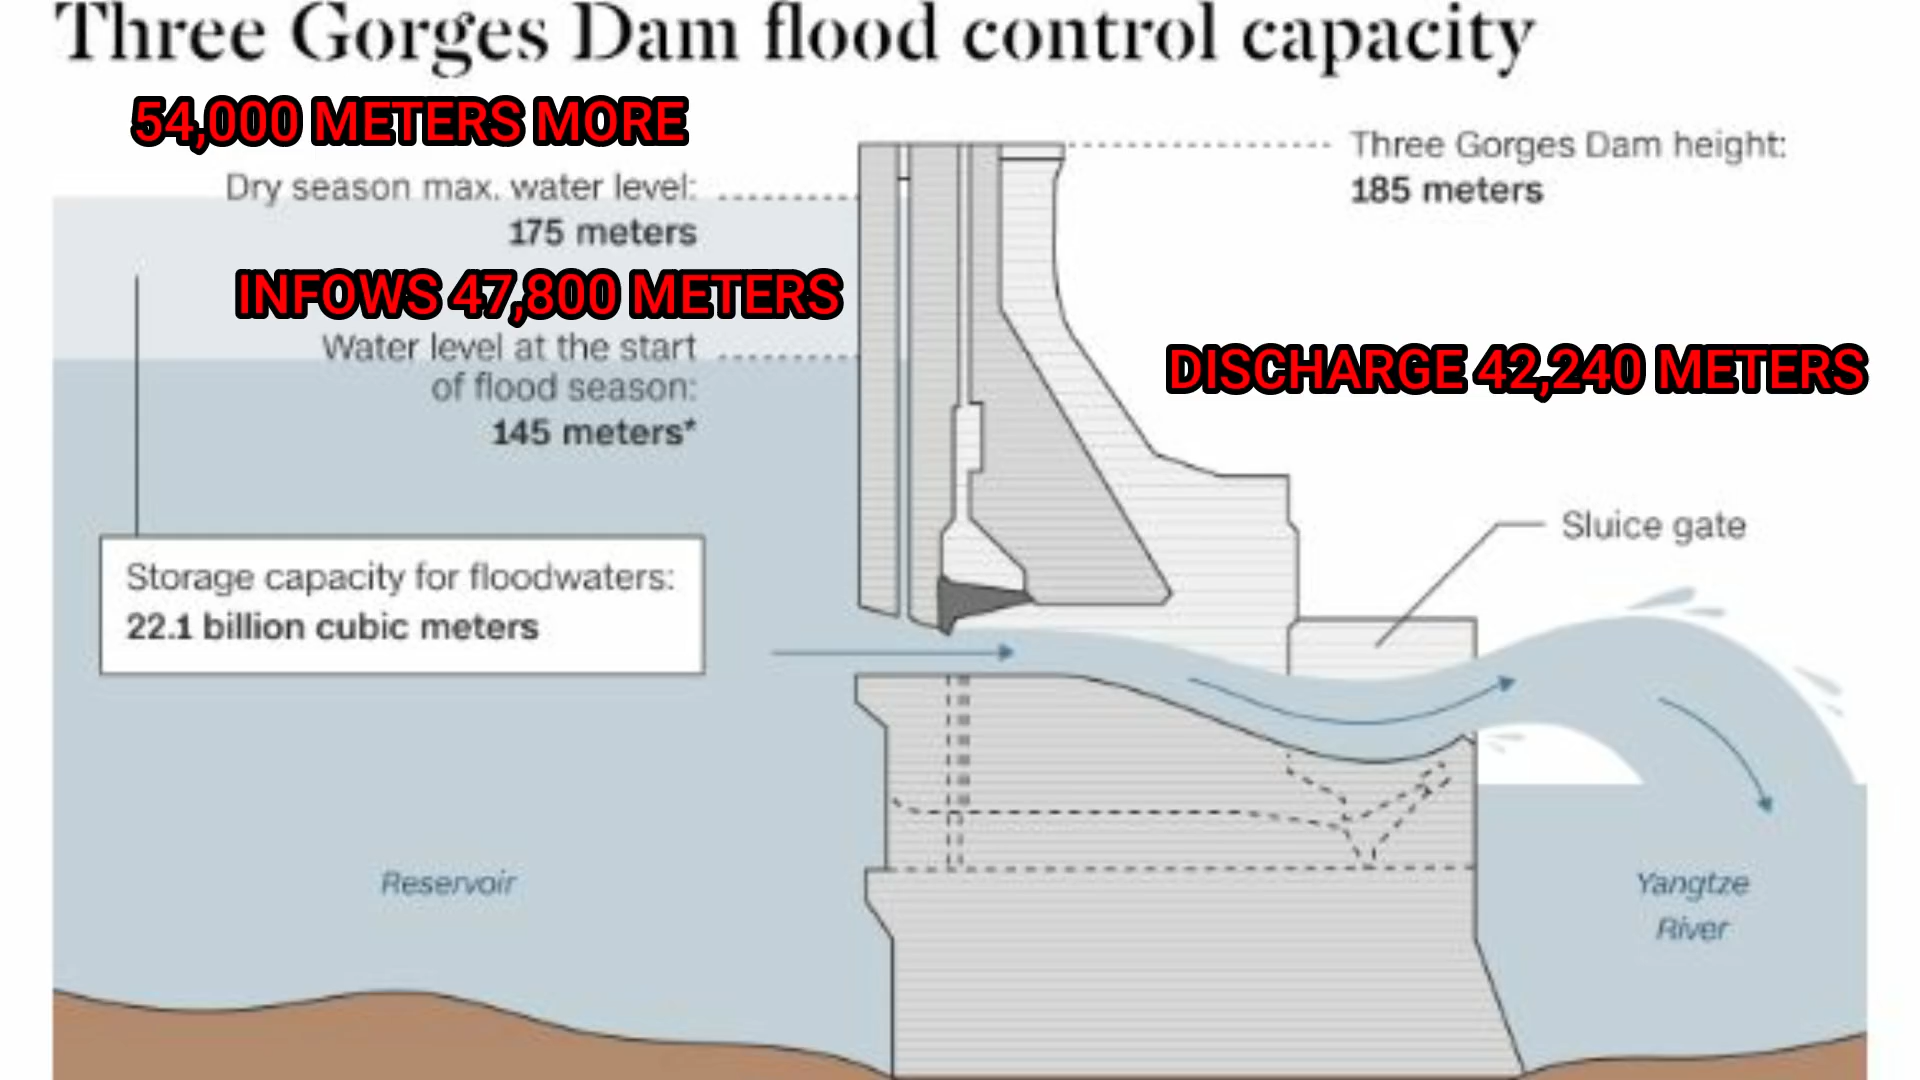 Three Gorges Dam flood control capacity
54,000 METERS MORE
Dry season max. water level:
175 meters
INFOWS 47,800 METERS
Water level at the start
of flood season:
145 meters*
Storage capacity for floodwaters:
22.1 billion cubic meters
Reservoir
Three Gorges Dam height:
185 meters
DISCHARGE 42,240 METERS
Sluice gate
Yangtze
River